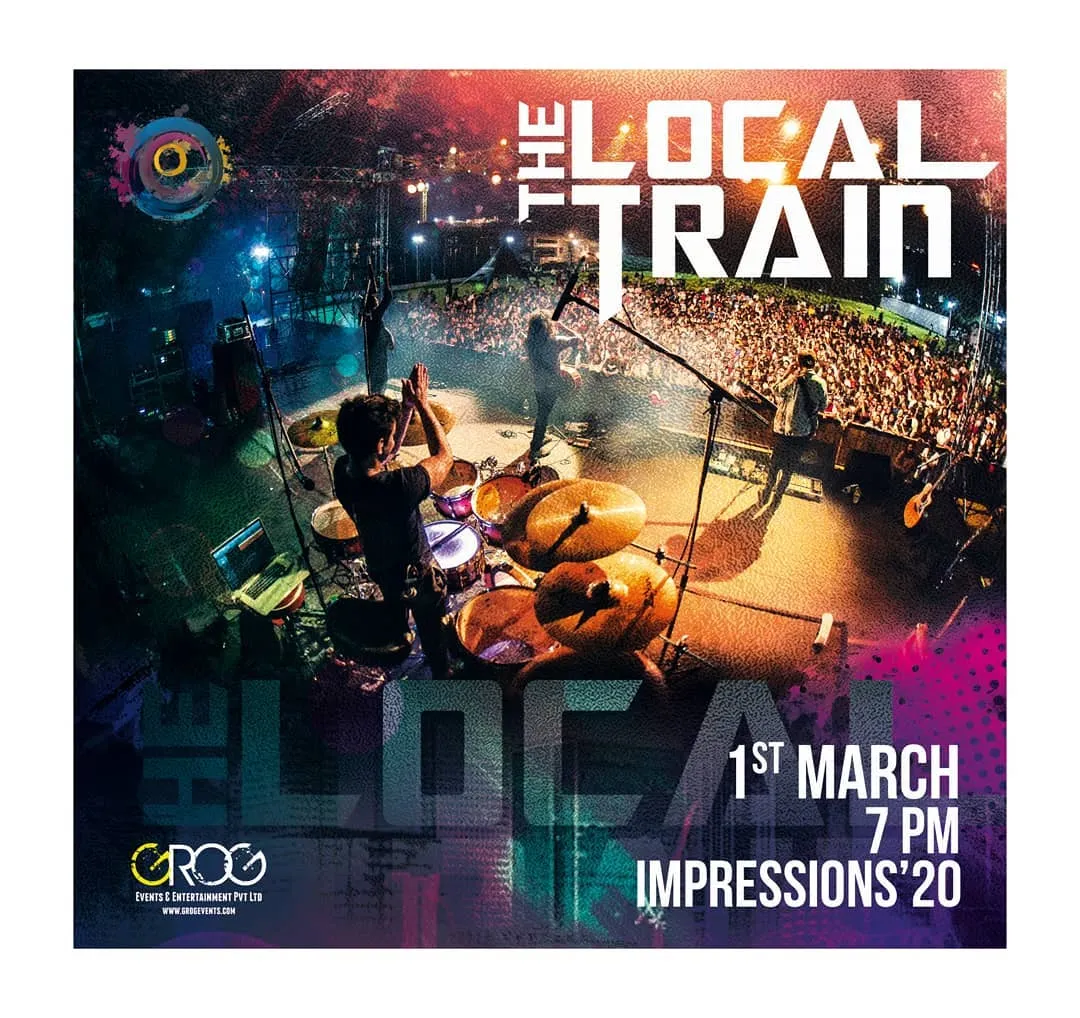 THE LOCAL
TRAIN
THE LOCAL
1ST MARCH
7 PM
IMPRESSIONS'20
GROG
EVENTS & ENTERTAINMENT PVT LTD
WWW.GROGEVENTS.COM